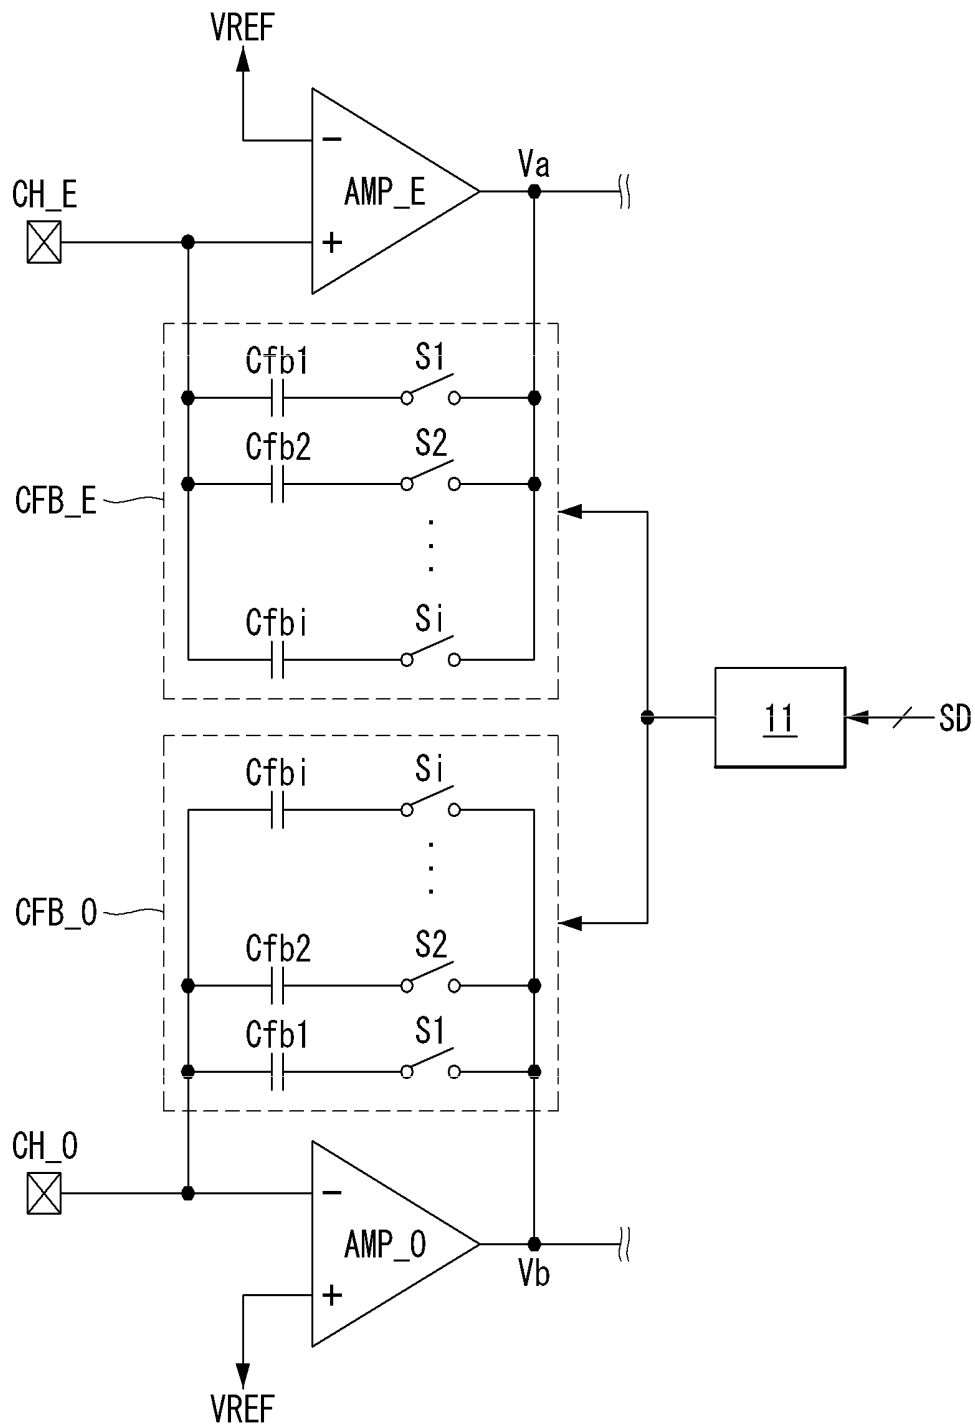 VREF
CH_E
−
AMP_E
+
Va
Cfb1
S1
Cfb2
S2
CFB_E
Cfbi
Si
11
SD
Cfbi
Si
CFB_O
Cfb2
S2
Cfb1
S1
CH_O
−
AMP_O
+
Vb
VREF